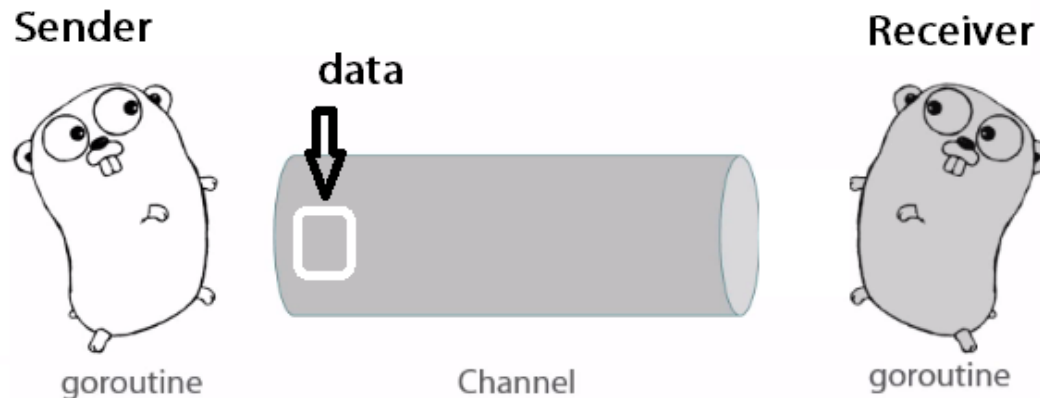 Sender
Receiver
data
goroutine
Channel
goroutine